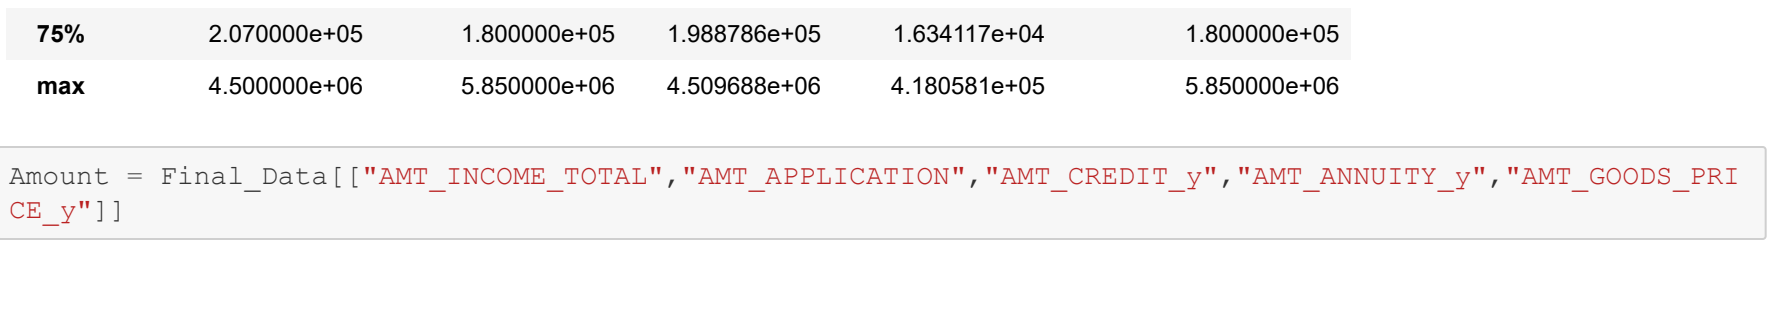 75% 2.070000e+05 1.800000e+05 1.988786e+05 1.634117e+04 1.800000e+05
max 4.500000e+06 5.850000e+06 4.509688e+06 4.180581e+05 5.850000e+06
Amount = Final_Data[["AMT_INCOME_TOTAL","AMT_APPLICATION","AMT_CREDIT_y","AMT_ANNUITY_y","AMT_GOODS_PRI
CE_y"]]